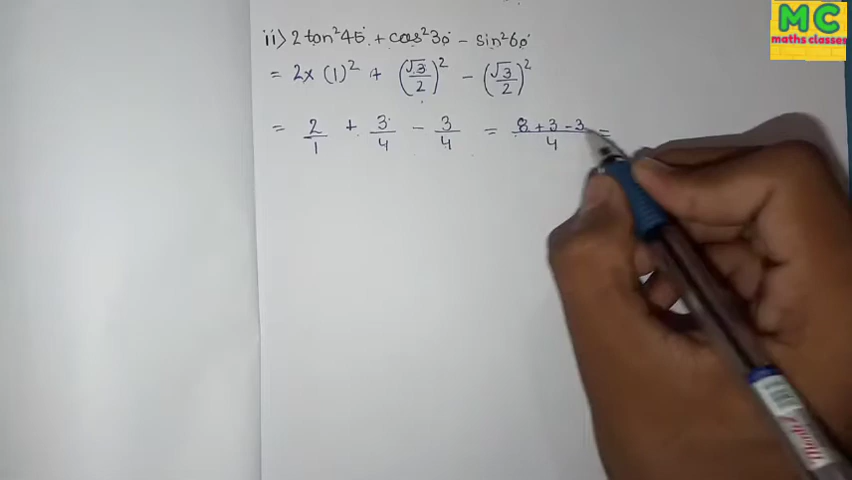 MC
maths classes
ii> 2 tan²45° + cos²30° - sin²60°
= 2 x (1)² + (√3/2)² - (√3/2)²
= 2/1 + 3/4 - 3/4 = 8+3-3/4 =